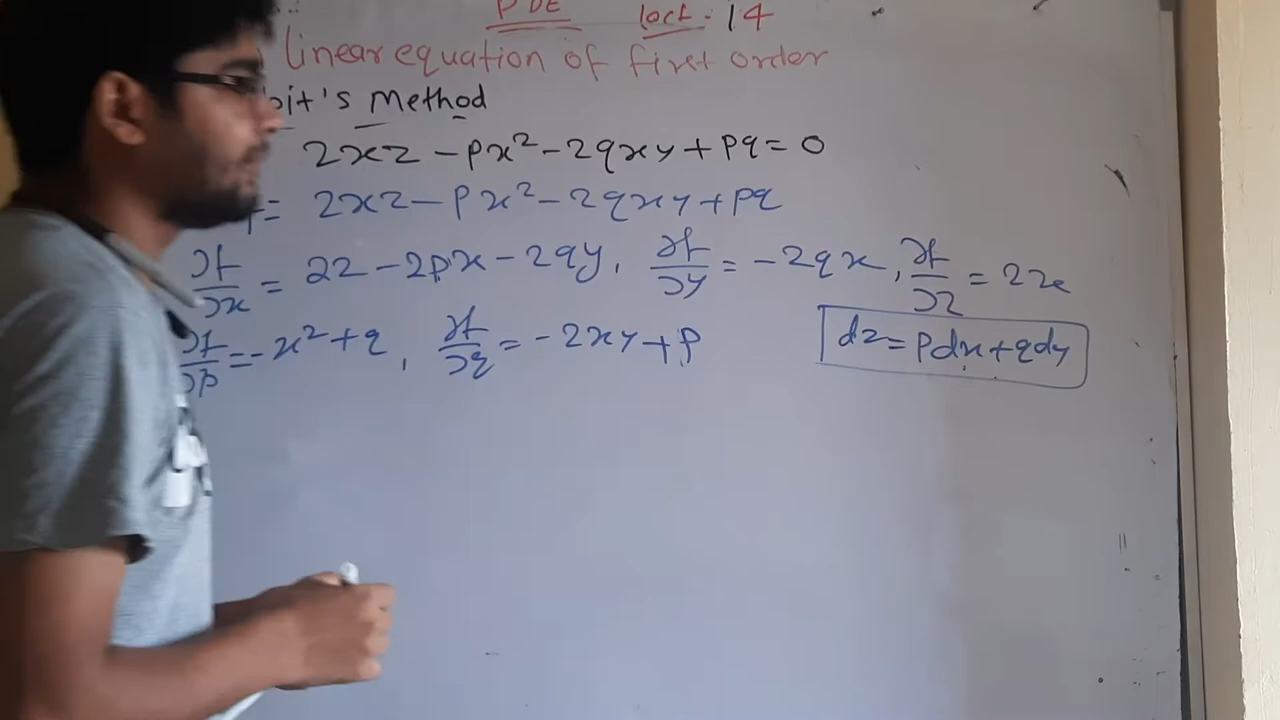 PDE Lect. 14
linear equation of first order
bit's Method
2xz - px² - 2qxy + pq = 0
f = 2xz - px² - 2qxy + pq
∂f/∂x = 2z - 2px - 2qy, ∂f/∂y = -2qx, ∂f/∂z = 2x
∂f/∂p = -x² + q, ∂f/∂q = -2xy + p
dz = pdx + qdy